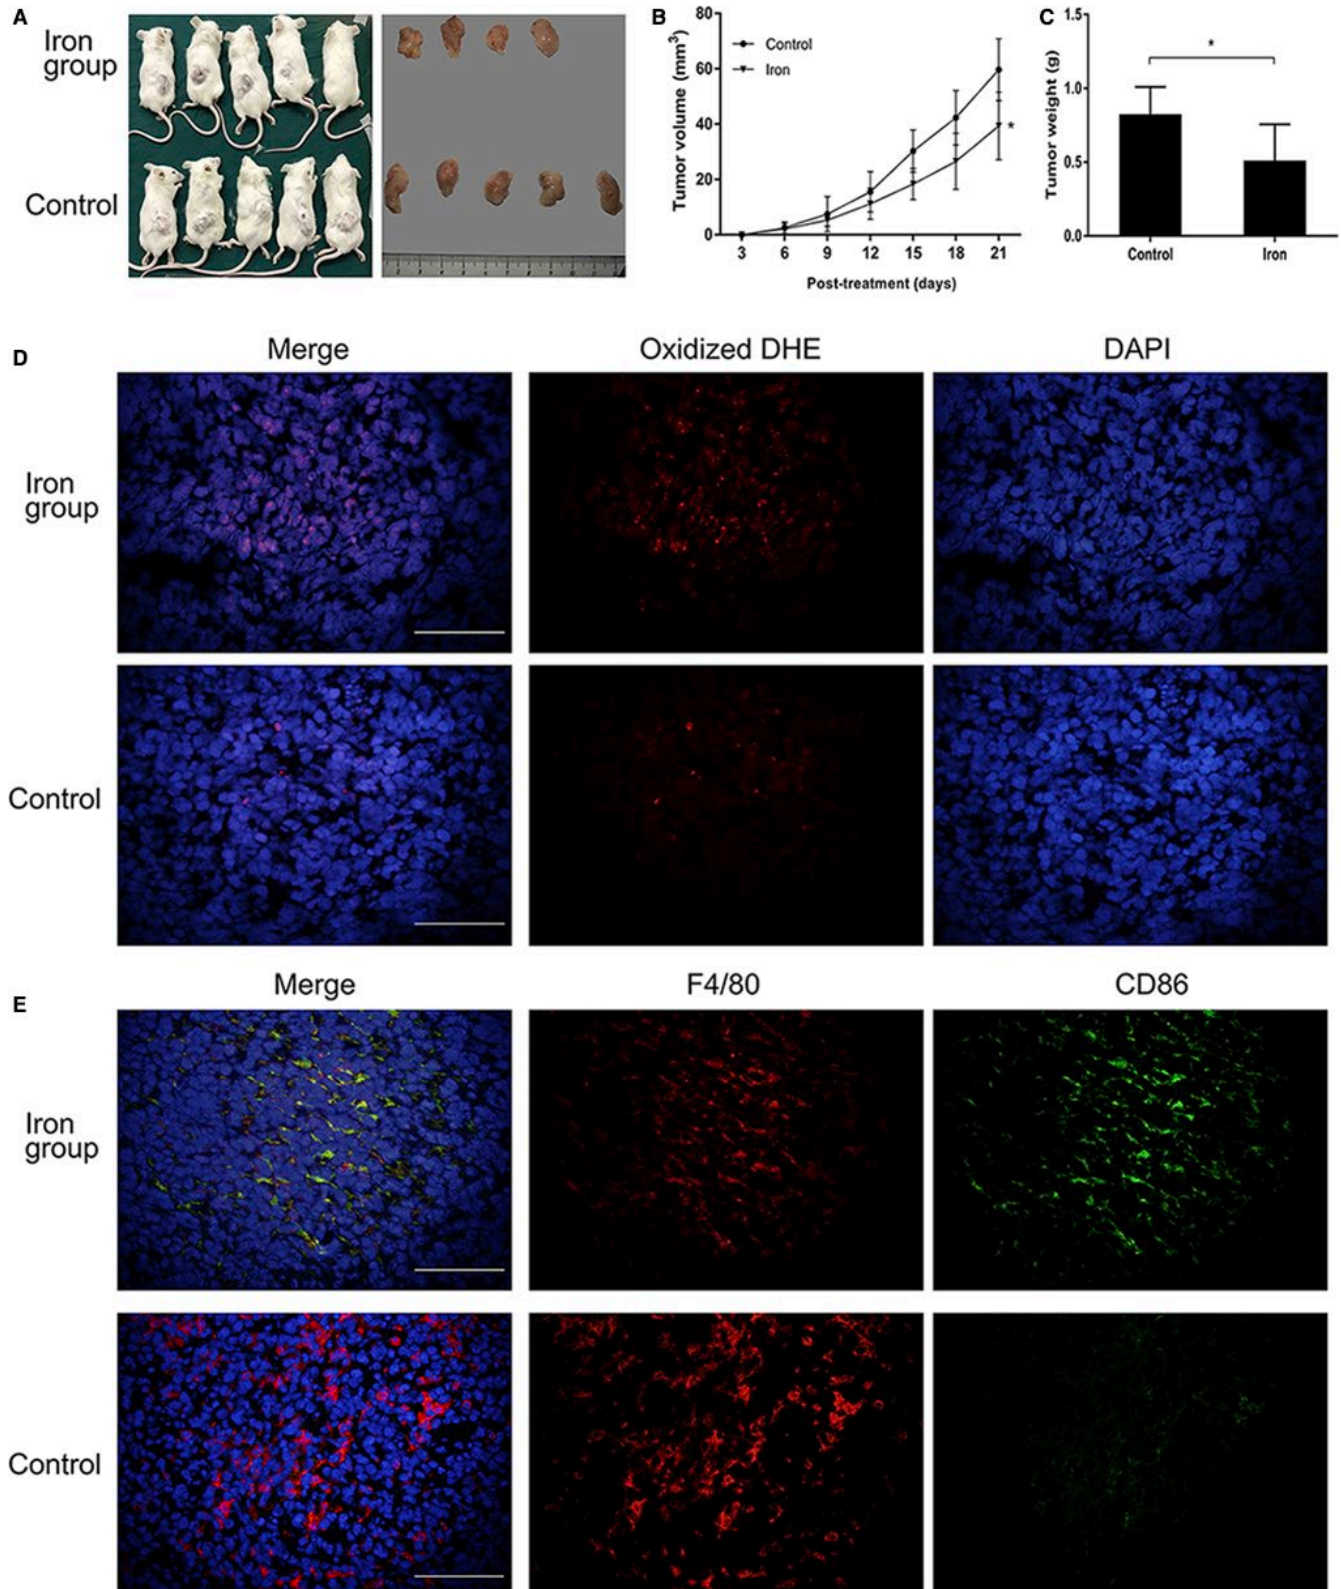 A
Iron
group
Control
B
80
60
40
20
0
Tumor volume (mm³)
Control
Iron
*
3 6 9 12 15 18 21
Post-treatment (days)
C
1.5
1.0
0.5
0.0
Tumor weight (g)
*
Control Iron
D
Merge Oxidized DHE DAPI
Iron
group
Control
E
Merge F4/80 CD86
Iron
group
Control